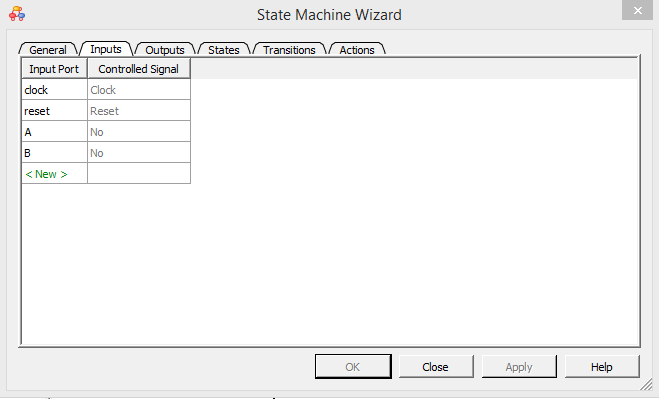 State Machine Wizard
General Inputs Outputs States Transitions Actions
Input Port Controlled Signal
clock Clock
reset Reset
A No
B No
< New >
OK Close Apply Help